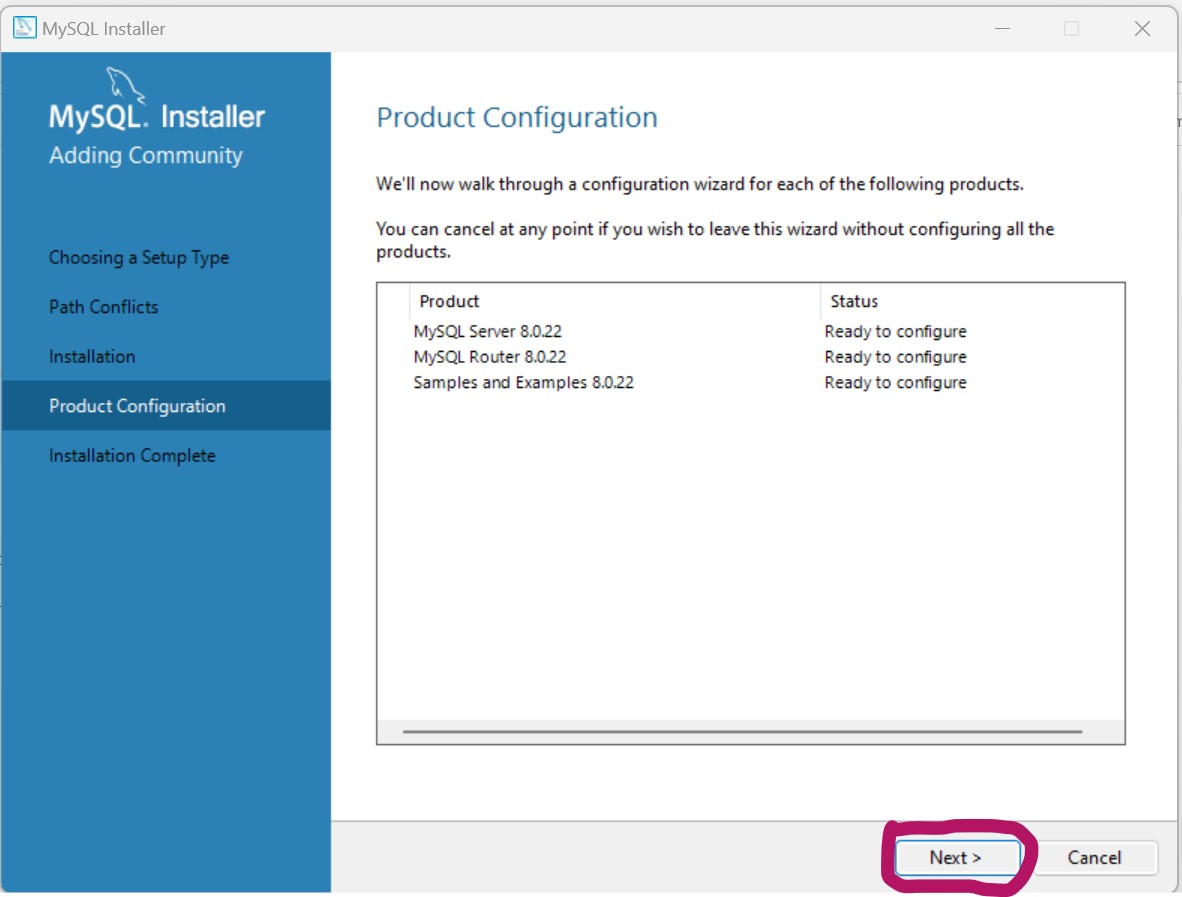 MySQL Installer
MySQL. Installer
Adding Community
Choosing a Setup Type
Path Conflicts
Installation
Product Configuration
Installation Complete
Product Configuration
We'll now walk through a configuration wizard for each of the following products.
You can cancel at any point if you wish to leave this wizard without configuring all the
products.
Product Status
MySQL Server 8.0.22 Ready to configure
MySQL Router 8.0.22 Ready to configure
Samples and Examples 8.0.22 Ready to configure
Next > Cancel